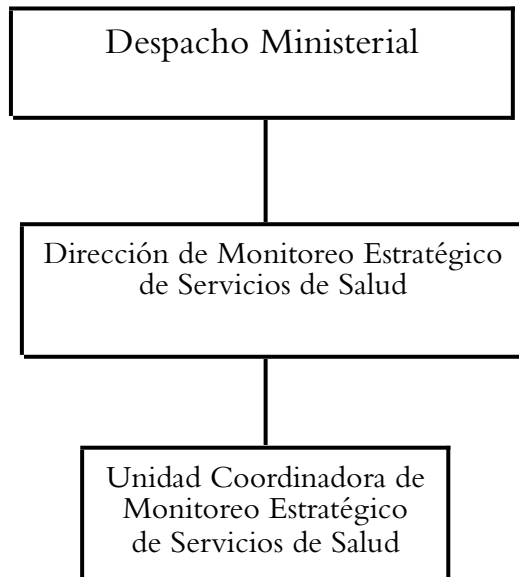 Despacho Ministerial
Dirección de Monitoreo Estratégico
de Servicios de Salud
Unidad Coordinadora de
Monitoreo Estratégico
de Servicios de Salud